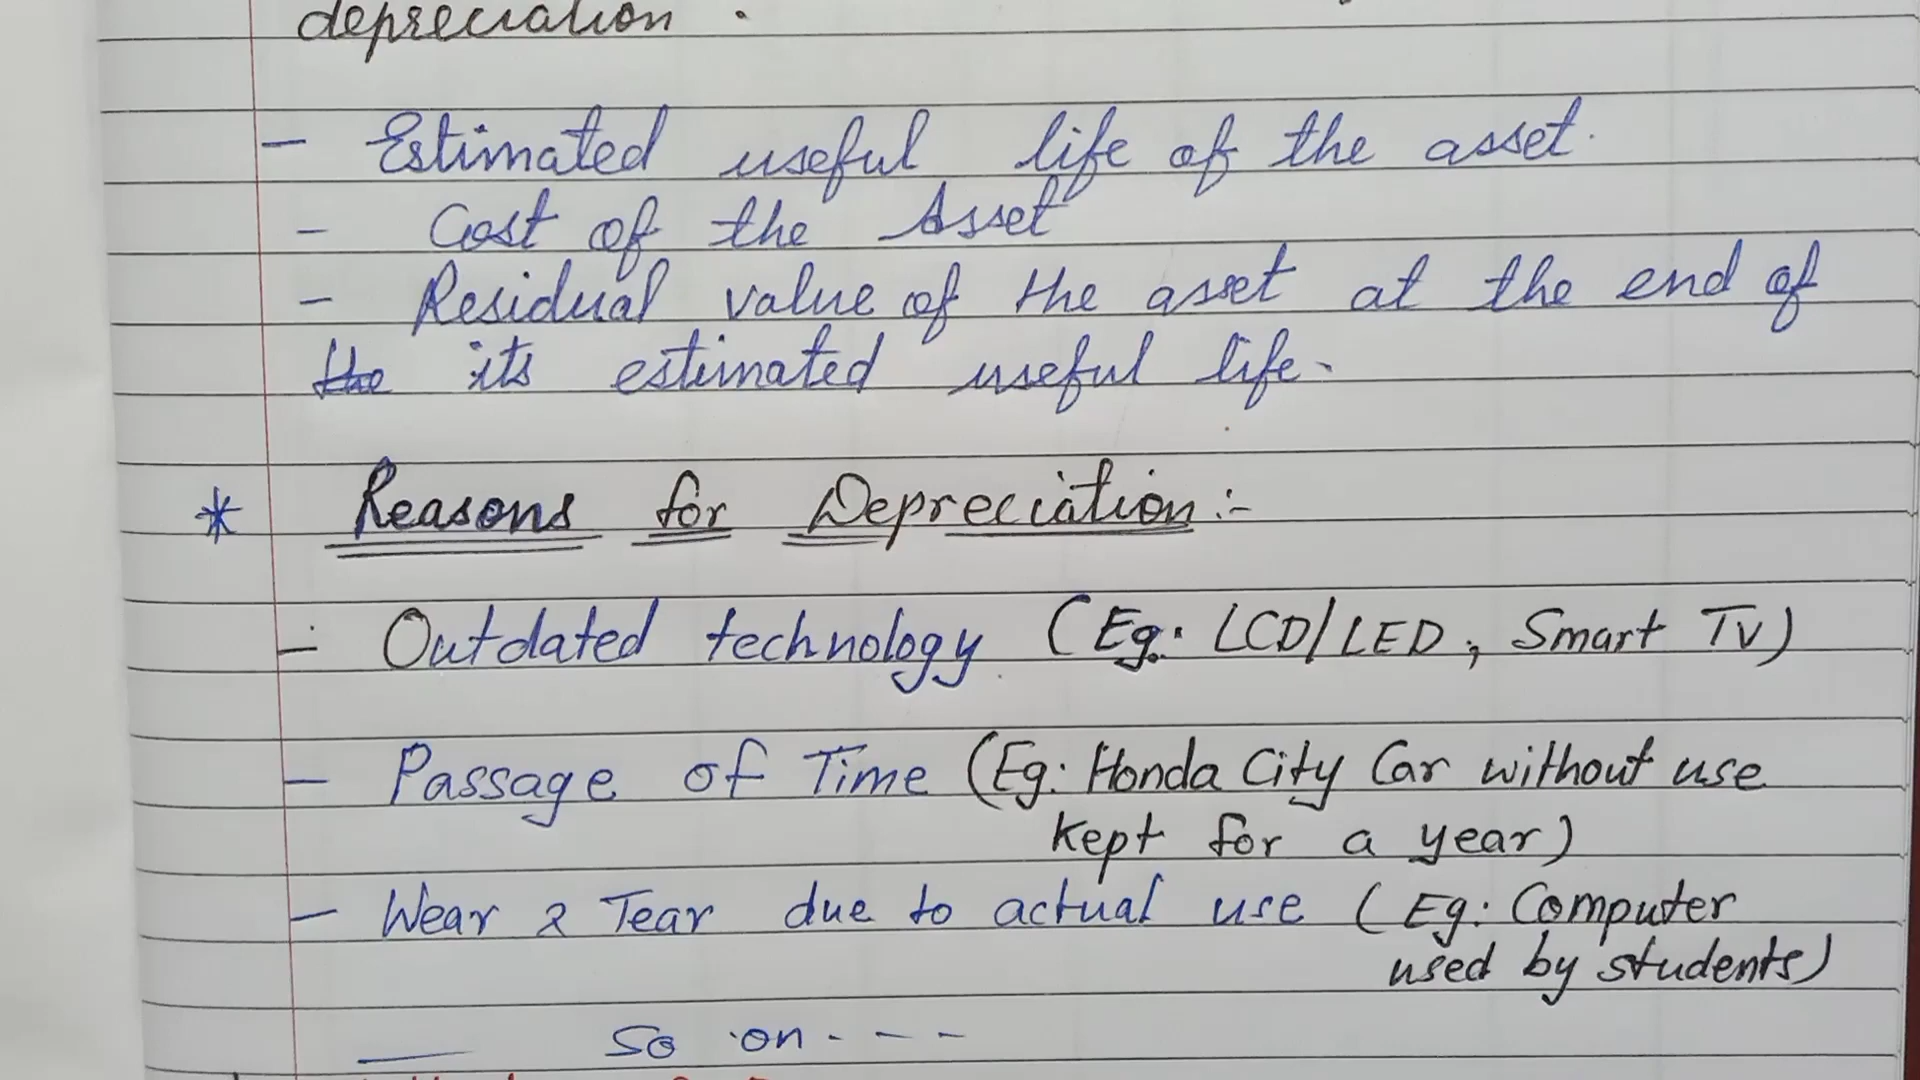 depreciation.
- Estimated useful life of the asset.
- Cost of the Asset
- Residual value of the asset at the end of
the its estimated useful life.
* Reasons for Depreciation :-
- Outdated technology (Eg: LCD/LED, Smart TV)
- Passage of Time (Eg: Honda City Car without use
kept for a year)
- Wear & Tear due to actual use (Eg: Computer
used by students)
— So on - - -